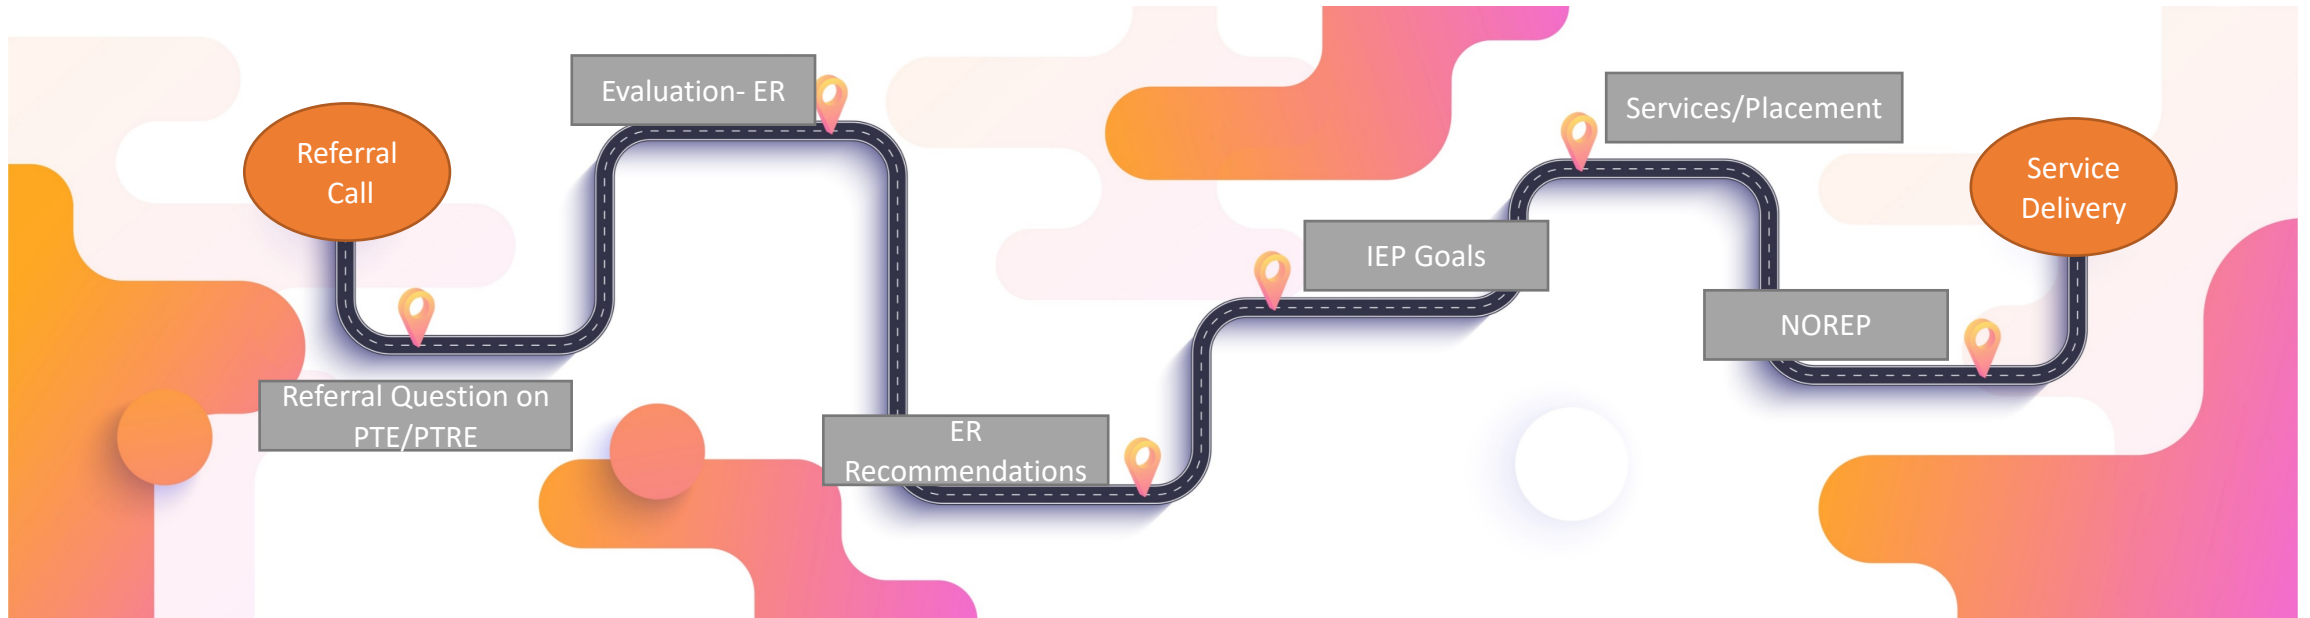 Referral
Call
Referral Question on
PTE/PTRE
Evaluation- ER
ER
Recommendations
IEP Goals
Services/Placement
NOREP
Service
Delivery